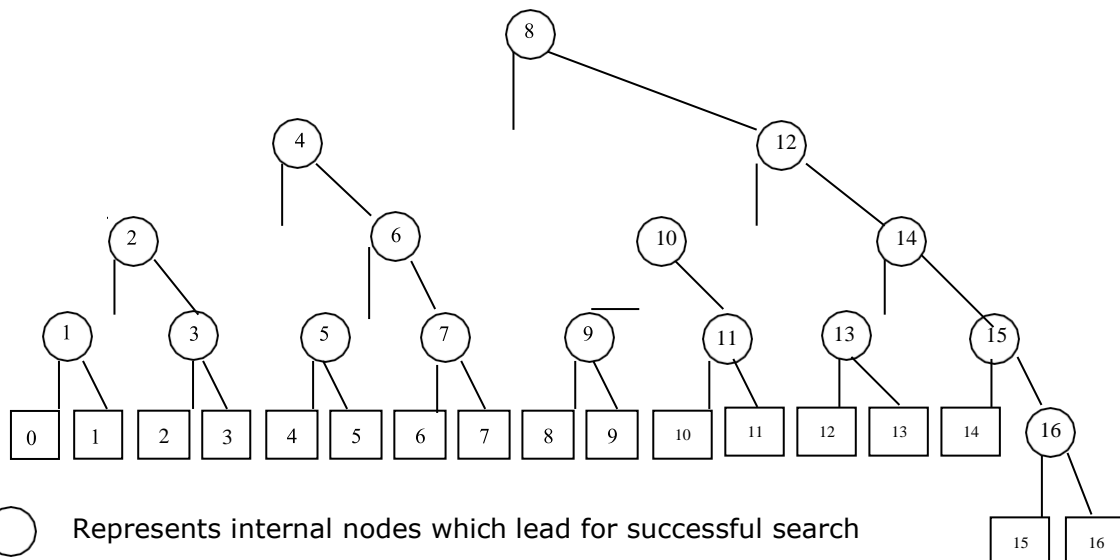 8
4 12
2 6 10 14
1 3 5 7 9 11 13 15
0 1 2 3 4 5 6 7 8 9 10 11 12 13 14 16
Represents internal nodes which lead for successful search
15 16